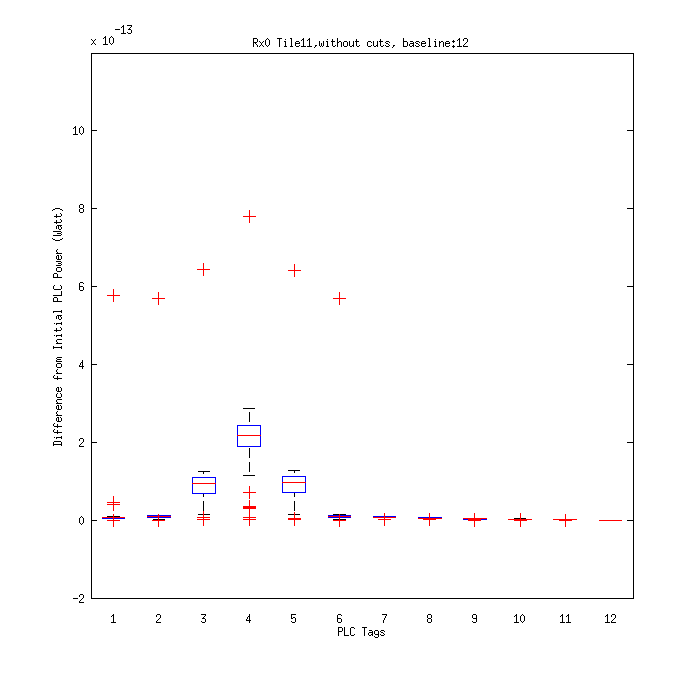 x 10-13
Rx0 Tile11,without cuts, baseline:12
10
8
6
4
2
0
-2
Difference from Initial PLC Power (Watt)
1 2 3 4 5 6 7 8 9 10 11 12
PLC Tags